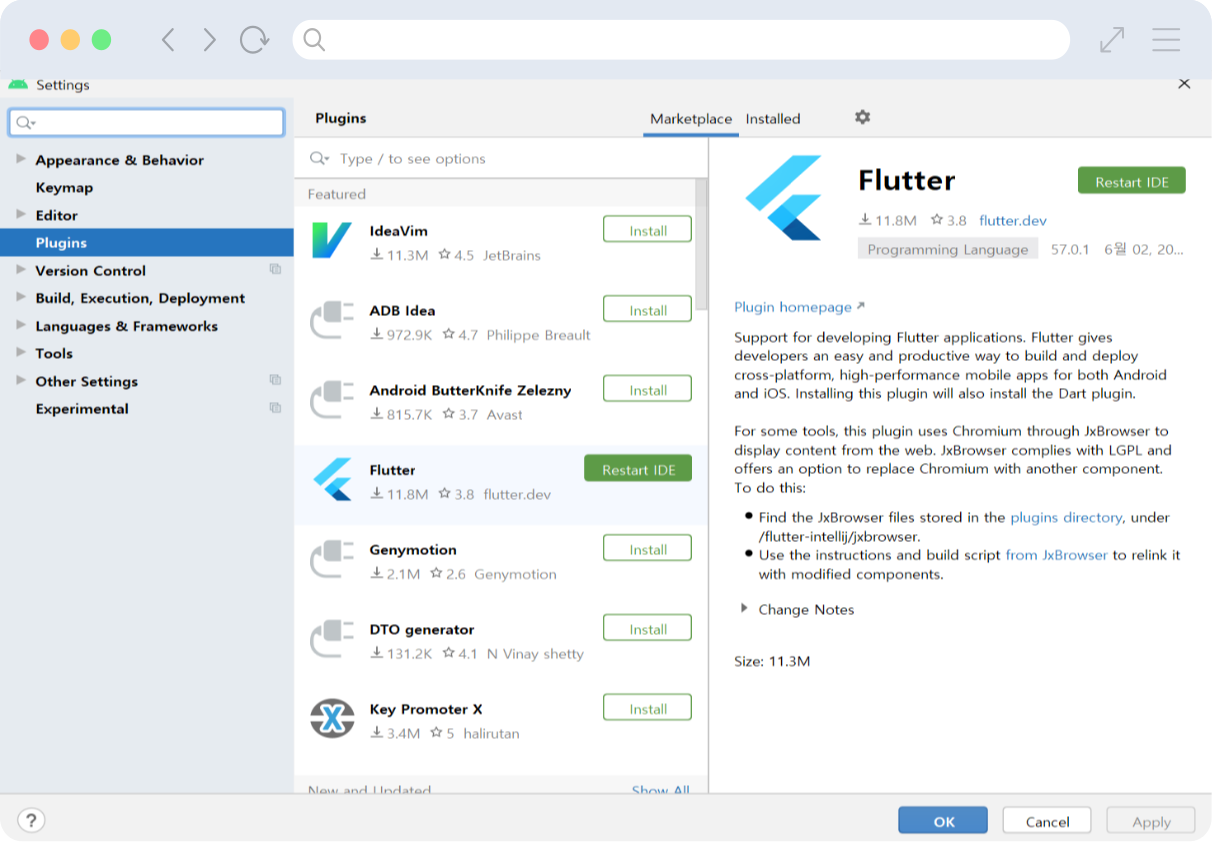 Settings
Plugins
Marketplace
Installed
Appearance & Behavior
Keymap
Editor
Plugins
Version Control
Build, Execution, Deployment
Languages & Frameworks
Tools
Other Settings
Experimental
Type / to see options
Featured
IdeaVim
Install
11.3M 4.5 JetBrains
ADB Idea
Install
972.9K 4.7 Philippe Breault
Android ButterKnife Zelezny
Install
815.7K 3.7 Avast
Flutter
Restart IDE
11.8M 3.8 flutter.dev
Genymotion
Install
2.1M 2.6 Genymotion
DTO generator
Install
131.2K 4.1 N Vinay shetty
Key Promoter X
Install
3.4M 5 halirutan
New and Updated
Show All
Flutter
Restart IDE
11.8M 3.8 flutter.dev
Programming Language 57.0.1 6월 02, 20...
Plugin homepage
Support for developing Flutter applications. Flutter gives
developers an easy and productive way to build and deploy
cross-platform, high-performance mobile apps for both Android
and iOS. Installing this plugin will also install the Dart plugin.
For some tools, this plugin uses Chromium through JxBrowser to
display content from the web. JxBrowser complies with LGPL and
offers an option to replace Chromium with another component.
To do this:
Find the JxBrowser files stored in the plugins directory, under
/flutter-intellij/jxbrowser.
Use the instructions and build script from JxBrowser to relink it
with modified components.
Change Notes
Size: 11.3M
?
OK
Cancel
Apply